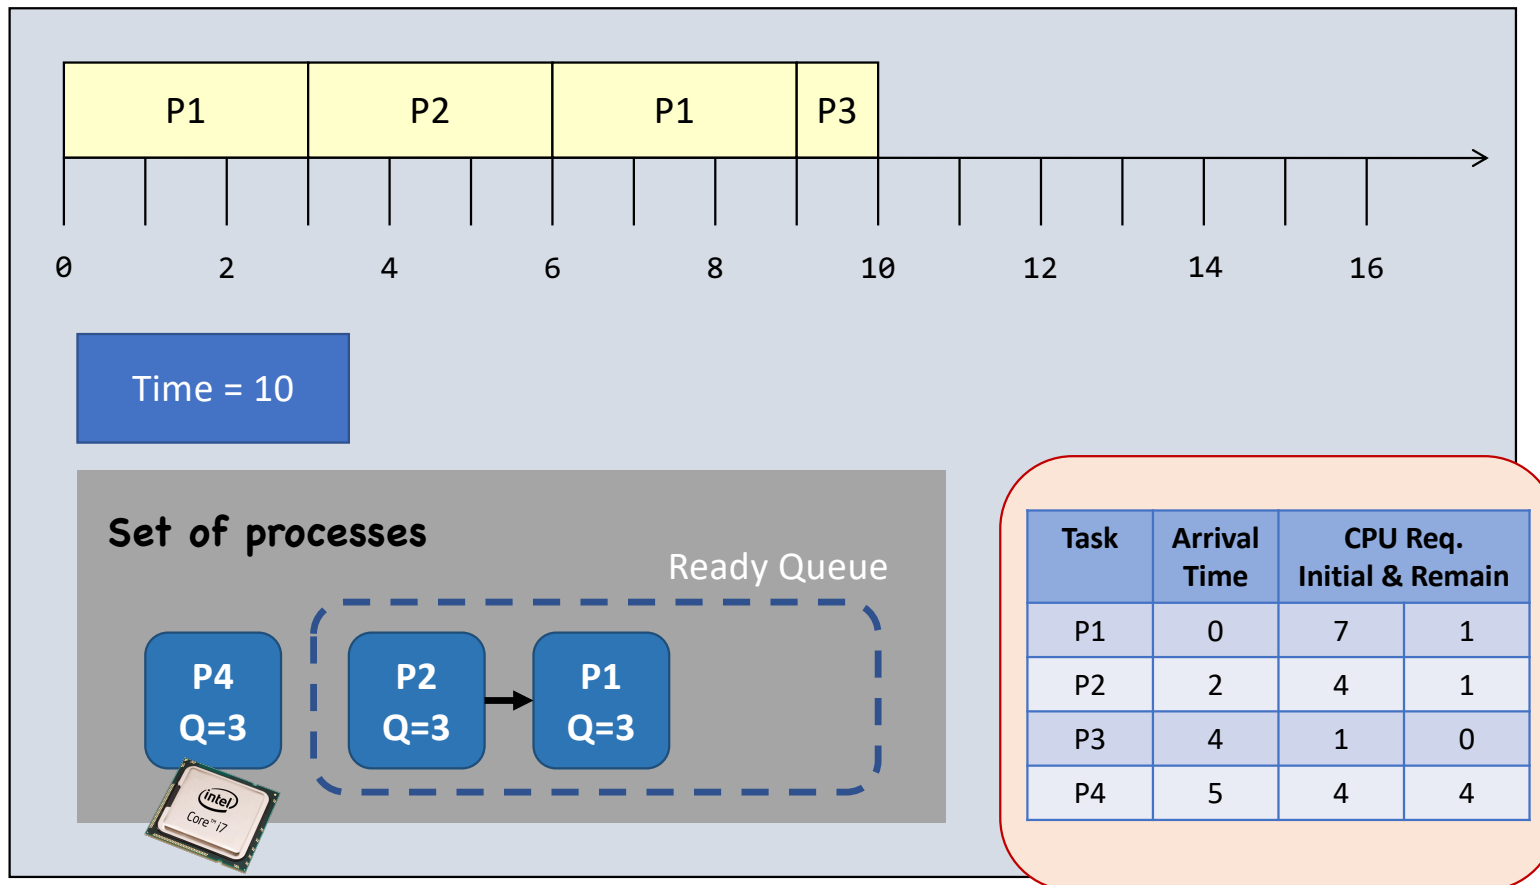 P1 P2 P1 P3
0 2 4 6 8 10 12 14 16
Time = 10
Set of processes
Ready Queue
P4
Q=3
P2
Q=3
P1
Q=3
intel
Core™ i7
Task Arrival Time CPU Req. Initial & Remain
P1 0 7 1
P2 2 4 1
P3 4 1 0
P4 5 4 4